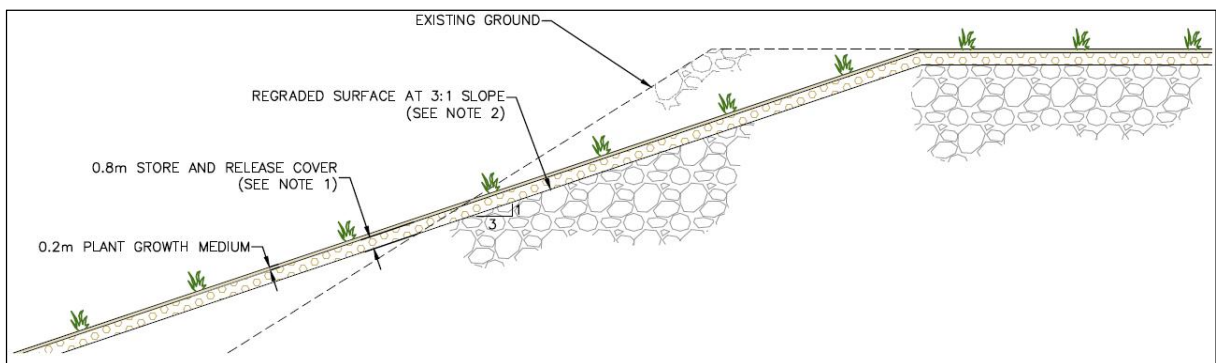 EXISTING GROUND
REGRADED SURFACE AT 3:1 SLOPE
(SEE NOTE 2)
0.8m STORE AND RELEASE COVER
(SEE NOTE 1)
1
3
0.2m PLANT GROWTH MEDIUM